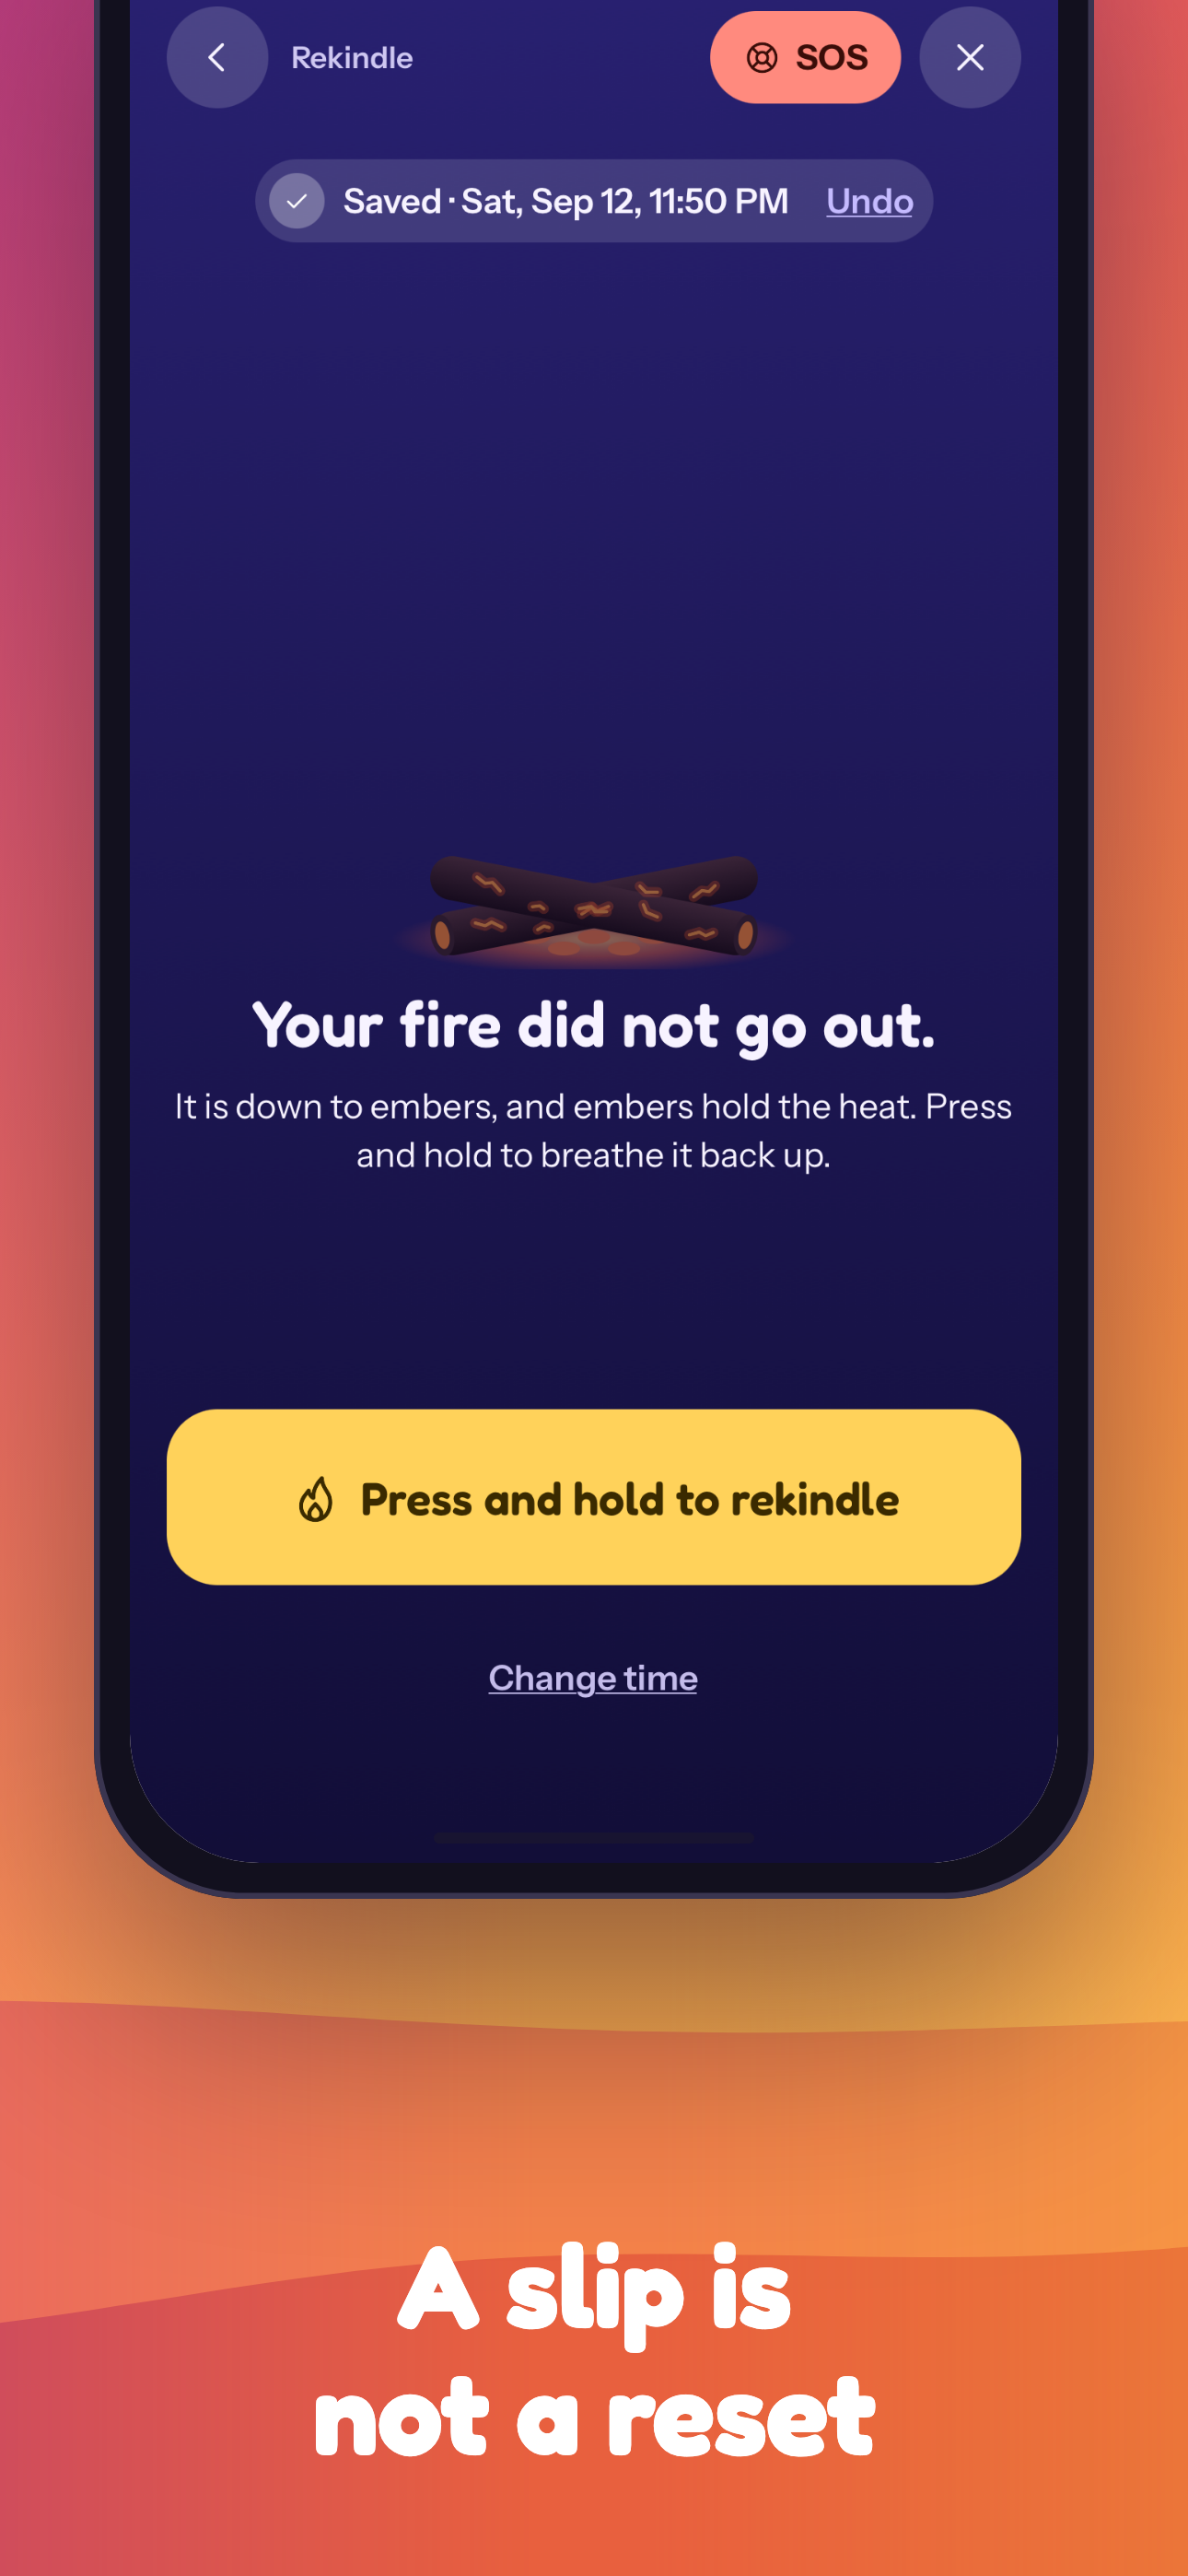 Rekindle
SOS
Saved · Sat, Sep 12, 11:50 PM Undo
Your fire did not go out.
It is down to embers, and embers hold the heat. Press
and hold to breathe it back up.
Press and hold to rekindle
Change time
A slip is
not a reset